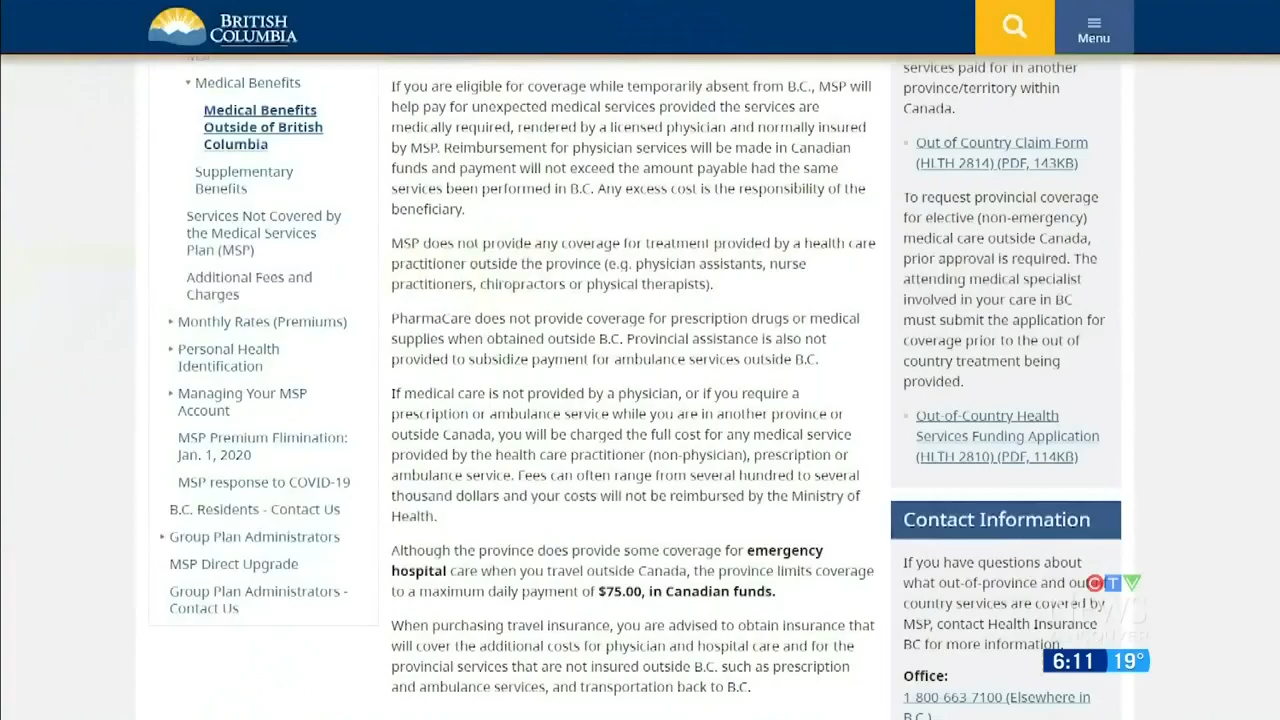 BRITISH
COLUMBIA
Menu
Medical Benefits
Medical Benefits
Outside of British
Columbia
Supplementary
Benefits
Services Not Covered by
the Medical Services
Plan (MSP)
Additional Fees and
Charges
Monthly Rates (Premiums)
Personal Health
Identification
Managing Your MSP
Account
MSP Premium Elimination:
Jan. 1, 2020
MSP response to COVID-19
B.C. Residents - Contact Us
Group Plan Administrators
MSP Direct Upgrade
Group Plan Administrators -
Contact Us
If you are eligible for coverage while temporarily absent from B.C., MSP will
help pay for unexpected medical services provided the services are
medically required, rendered by a licensed physician and normally insured
by MSP. Reimbursement for physician services will be made in Canadian
funds and payment will not exceed the amount payable had the same
services been performed in B.C. Any excess cost is the responsibility of the
beneficiary.
MSP does not provide any coverage for treatment provided by a health care
practitioner outside the province (e.g. physician assistants, nurse
practitioners, chiropractors or physical therapists).
PharmaCare does not provide coverage for prescription drugs or medical
supplies when obtained outside B.C. Provincial assistance is also not
provided to subsidize payment for ambulance services outside B.C.
If medical care is not provided by a physician, or if you require a
prescription or ambulance service while you are in another province or
outside Canada, you will be charged the full cost for any medical service
provided by the health care practitioner (non-physician), prescription or
ambulance service. Fees can often range from several hundred to several
thousand dollars and your costs will not be reimbursed by the Ministry of
Health.
Although the province does provide some coverage for emergency
hospital care when you travel outside Canada, the province limits coverage
to a maximum daily payment of $75.00, in Canadian funds.
When purchasing travel insurance, you are advised to obtain insurance that
will cover the additional costs for physician and hospital care and for the
provincial services that are not insured outside B.C. such as prescription
and ambulance services, and transportation back to B.C.
services paid for in another
province/territory within
Canada.
Out of Country Claim Form
(HLTH 2814) (PDF, 143KB)
To request provincial coverage
for elective (non-emergency)
medical care outside Canada,
prior approval is required. The
attending medical specialist
involved in your care in BC
must submit the application for
coverage prior to the out of
country treatment being
provided.
Out-of-Country Health
Services Funding Application
(HLTH 2810) (PDF, 114KB)
Contact Information
If you have questions about
what out-of-province and
country services are covered by
MSP, contact Health Insurance
BC for more information.
Office:
1 800 663-7100 (Elsewhere in
B.C.)
CTV
NEWS
VANCOUVER
6:11 19°